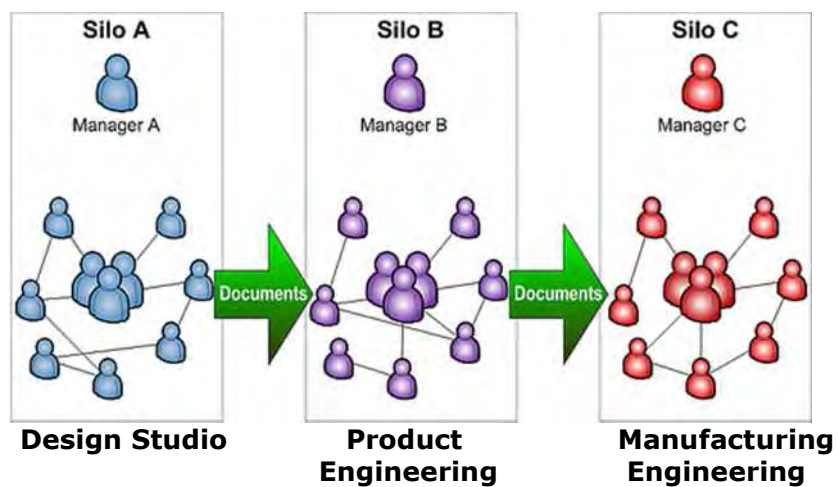 Silo A
Manager A
Silo B
Manager B
Silo C
Manager C
Documents
Documents
Design Studio
Product
Engineering
Manufacturing
Engineering